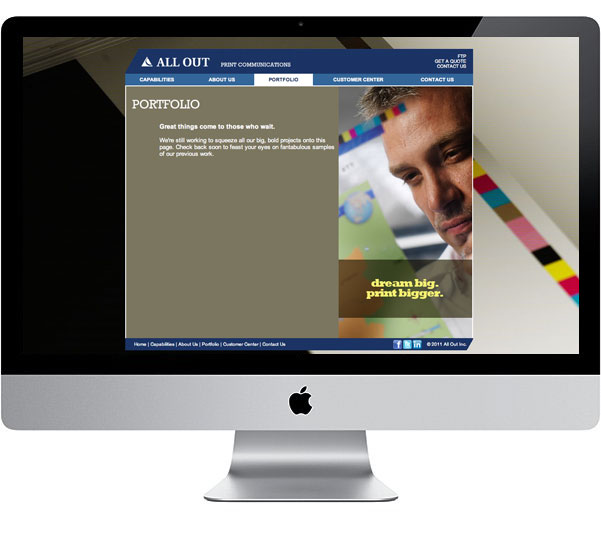 ALL OUT PRINT COMMUNICATIONS
FTP
GET A QUOTE
CONTACT US
CAPABILITIES ABOUT US PORTFOLIO CUSTOMER CENTER CONTACT US
PORTFOLIO
Great things come to those who wait.
We're still working to squeeze all our big, bold projects onto this
page. Check back soon to feast your eyes on fantabulous samples
of our previous work.
dream big.
print bigger.
Home | Capabilities | About Us | Portfolio | Customer Center | Contact Us
f t in © 2011 All Out Inc.